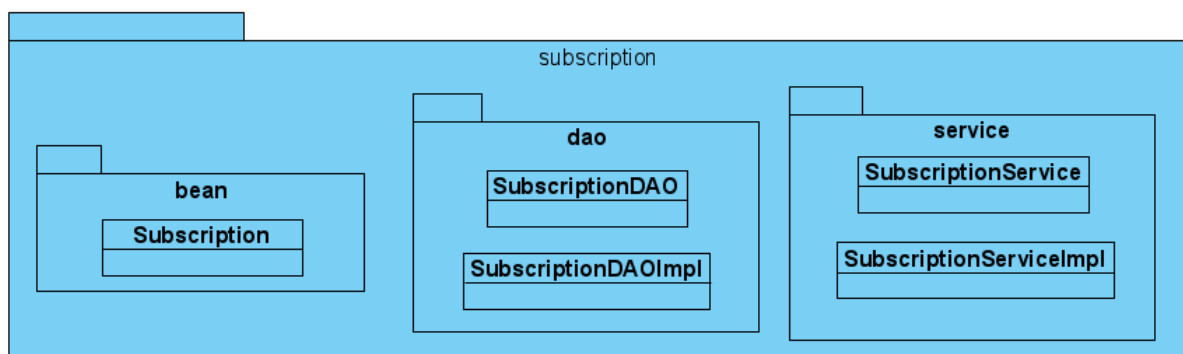 subscription
bean
Subscription
dao
SubscriptionDAO
SubscriptionDAOImpl
service
SubscriptionService
SubscriptionServiceImpl